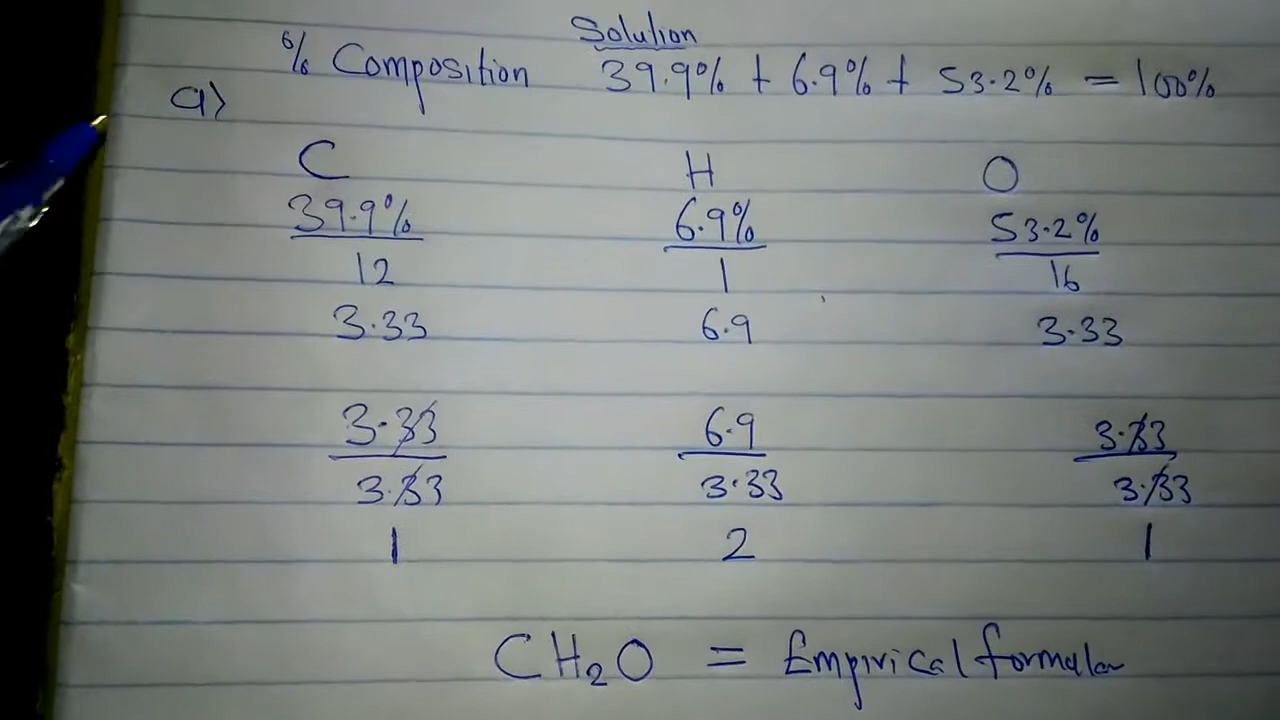 Solution
% Composition 39.9% + 6.9% + 53.2% = 100%
a)
C H O
39.9% 6.9% 53.2%
12 1 16
3.33 6.9 3.33
3.33 6.9 3.33
3.33 3.33 3.33
1 2 1
CH₂O = Empirical formular